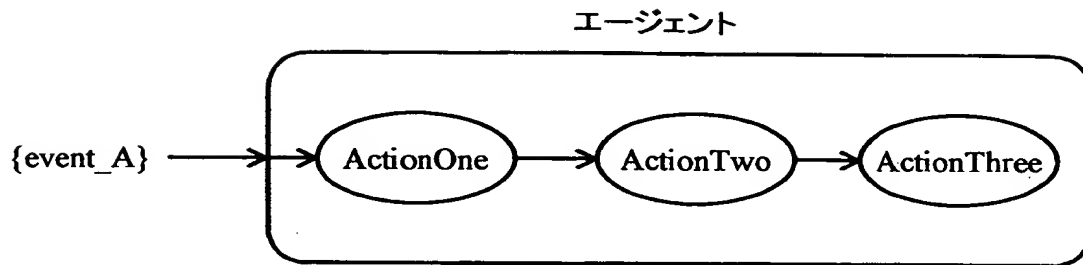 エージェント
{event_A}
ActionOne
ActionTwo
ActionThree